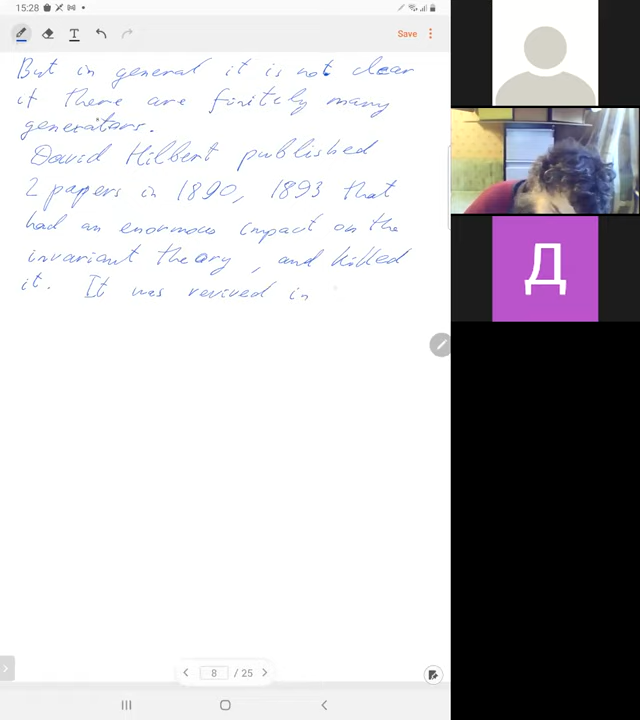 15:28
Save
But in general it is not clear
if there are finitely many
generators.
David Hilbert published
2 papers in 1890, 1893 that
had an enormous impact on the
invariant theory, and killed
it. It was revived in
8 / 25
Д